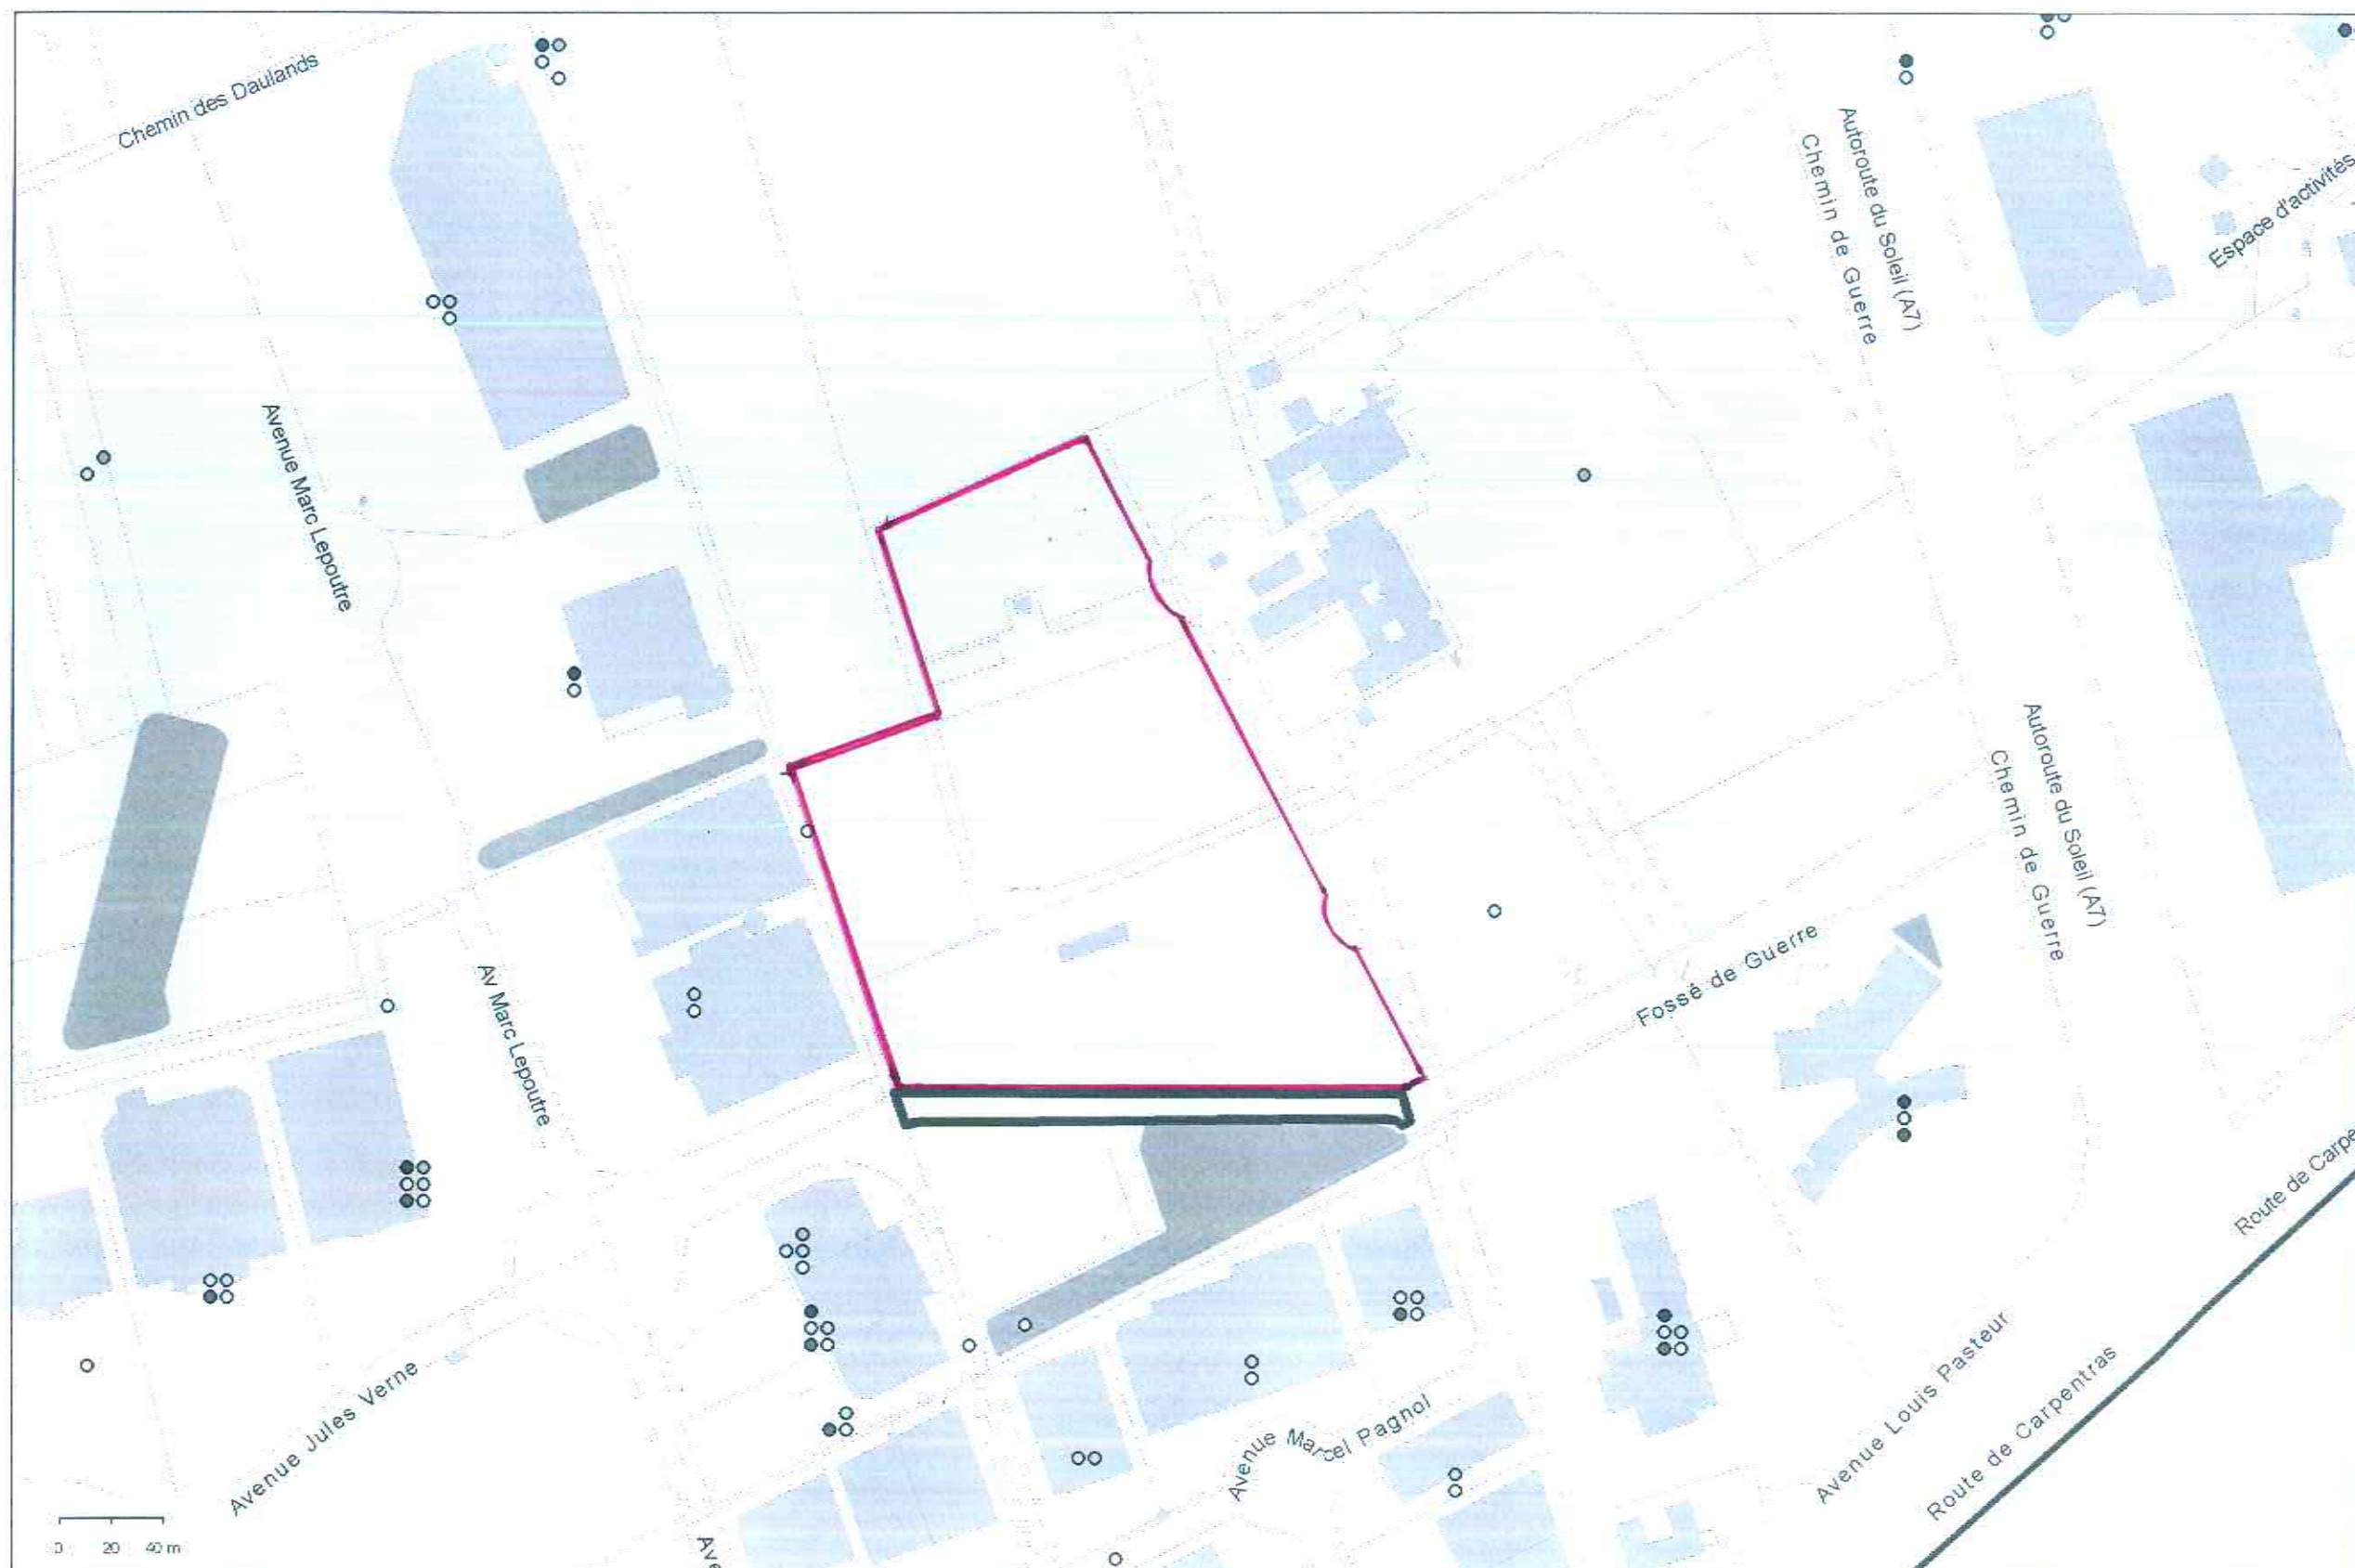 Chemin des Daulands
Autoroute du Soleil (A7)
Chemin de Guerre
Espace d'activités
Avenue Marc Lepoutre
Autoroute du Soleil (A7)
Chemin de Guerre
Fossé de Guerre
Av Marc Lepoutre
Route de Carpe
Avenue Jules Verne
Avenue Marcel Pagnol
Avenue Louis Pasteur
Route de Carpentras
Ave
0 20 40 m